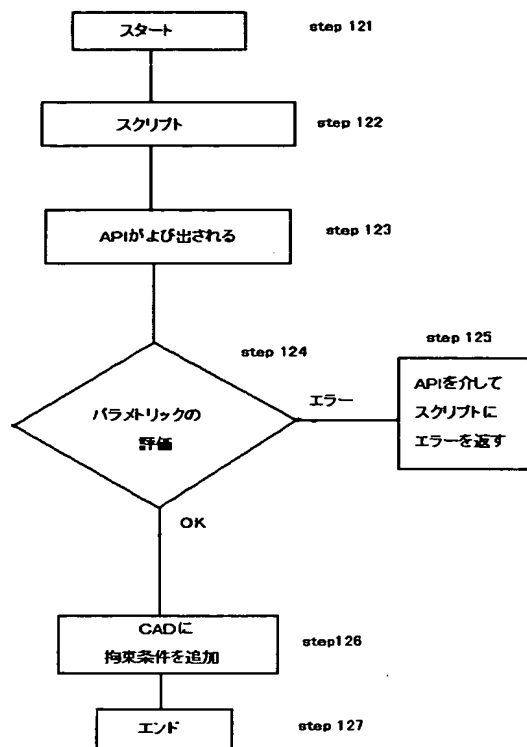 スタート
step 121
スクリプト
step 122
APIがよび出される
step 123
step 124
パラメトリックの
評価
エラー
step 125
APIを介して
スクリプトに
エラーを返す
OK
CADに
拘束条件を追加
step126
エンド
step 127